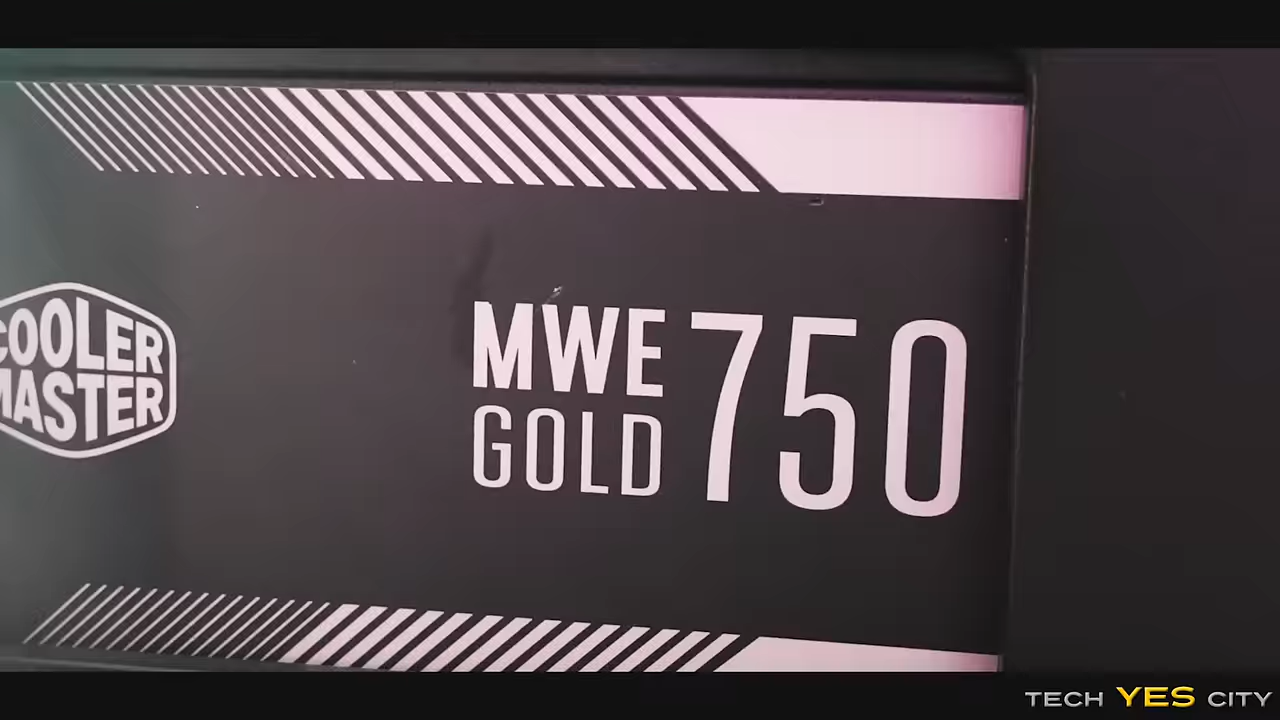 COOLER
MASTER
MWE
GOLD
750
TECH YES CITY